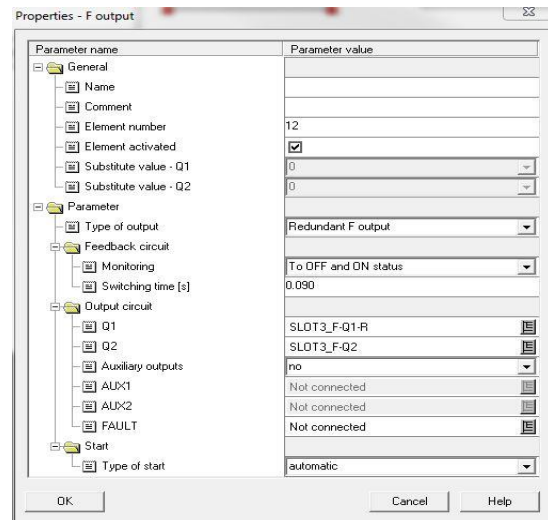 Properties - F output
Parameter name Parameter value
General
Name
Comment
Element number 12
Element activated
Substitute value - Q1 0
Substitute value - Q2 0
Parameter
Type of output Redundant F output
Feedback circuit
Monitoring To OFF and ON status
Switching time [s] 0.090
Output circuit
Q1 SLOT3_F-Q1-R
Q2 SLOT3_F-Q2
Auxiliary outputs no
AUX1 Not connected
AUX2 Not connected
FAULT Not connected
Start
Type of start automatic
OK Cancel Help